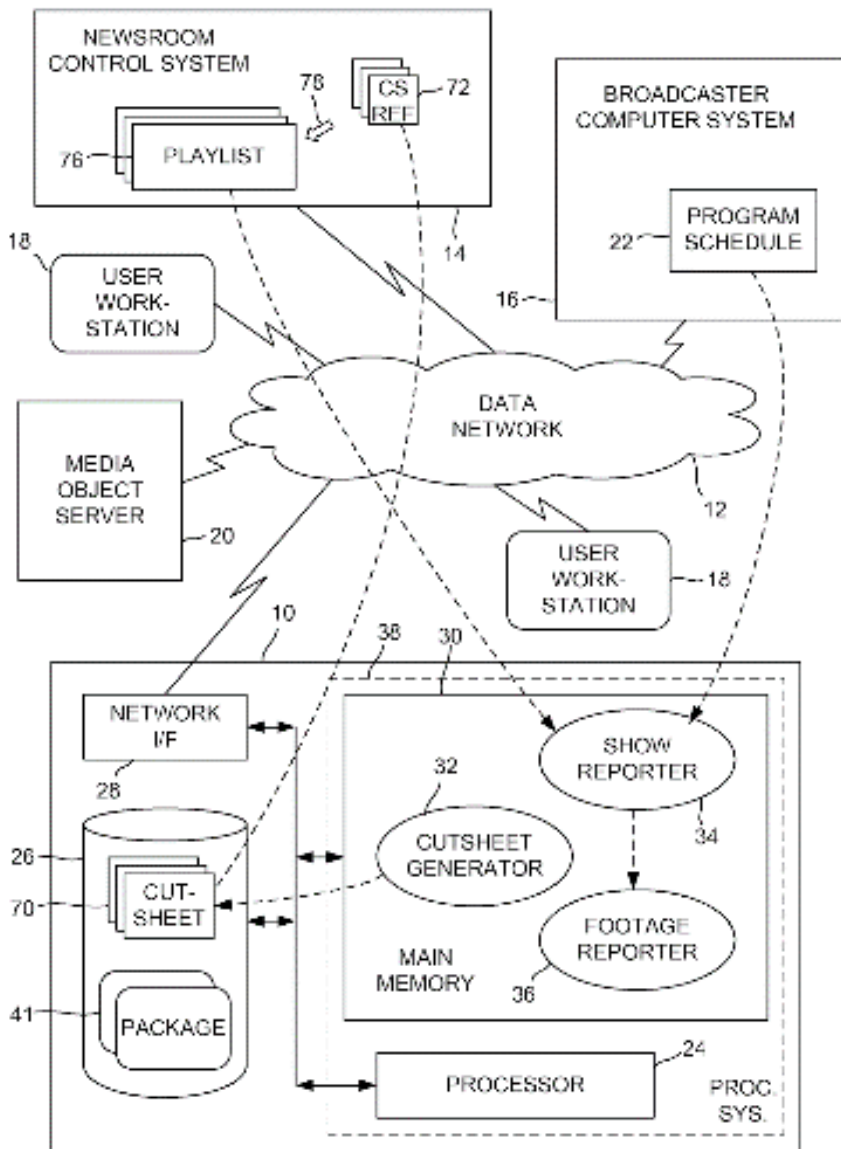 NEWSROOM
CONTROL SYSTEM
78
CS
REF
72
76
PLAYLIST
14
BROADCASTER
COMPUTER SYSTEM
22
PROGRAM
SCHEDULE
16
18
USER
WORK-
STATION
DATA
NETWORK
12
MEDIA
OBJECT
SERVER
20
USER
WORK-
STATION
18
10
38
30
NETWORK
I/F
28
SHOW
REPORTER
34
32
CUTSHEET
GENERATOR
26
70
CUT-
SHEET
FOOTAGE
REPORTER
36
MAIN
MEMORY
41
PACKAGE
24
PROCESSOR
PROC.
SYS.